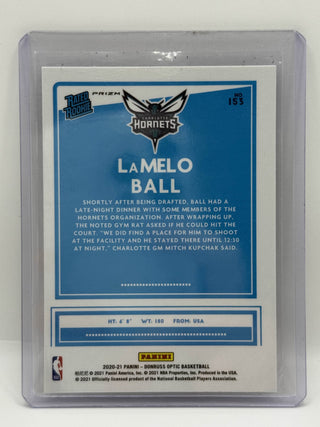 RATED ROOKIE
PRIZM
NO.
153
CHARLOTTE
HORNETS
LaMELO
BALL
SHORTLY AFTER BEING DRAFTED, BALL HAD A
LATE-NIGHT DINNER WITH SOME MEMBERS OF THE
HORNETS ORGANIZATION. AFTER WRAPPING UP,
THE NOTED GYM RAT ASKED IF HE COULD HIT THE
COURT. "WE DID FIND A PLACE FOR HIM TO SHOOT
AT THE FACILITY AND HE STAYED THERE UNTIL 12:30
AT NIGHT," CHARLOTTE GM MITCH KUPCHAK SAID.
HT: 6' 8" WT: 180 FROM: USA
PANINI
2020-21 PANINI - DONRUSS OPTIC BASKETBALL
© 2021 Panini America, Inc. © 2021 NBA Properties, Inc. Produced in the USA.
© 2021 Officially licensed product of the National Basketball Players Association.
NBA